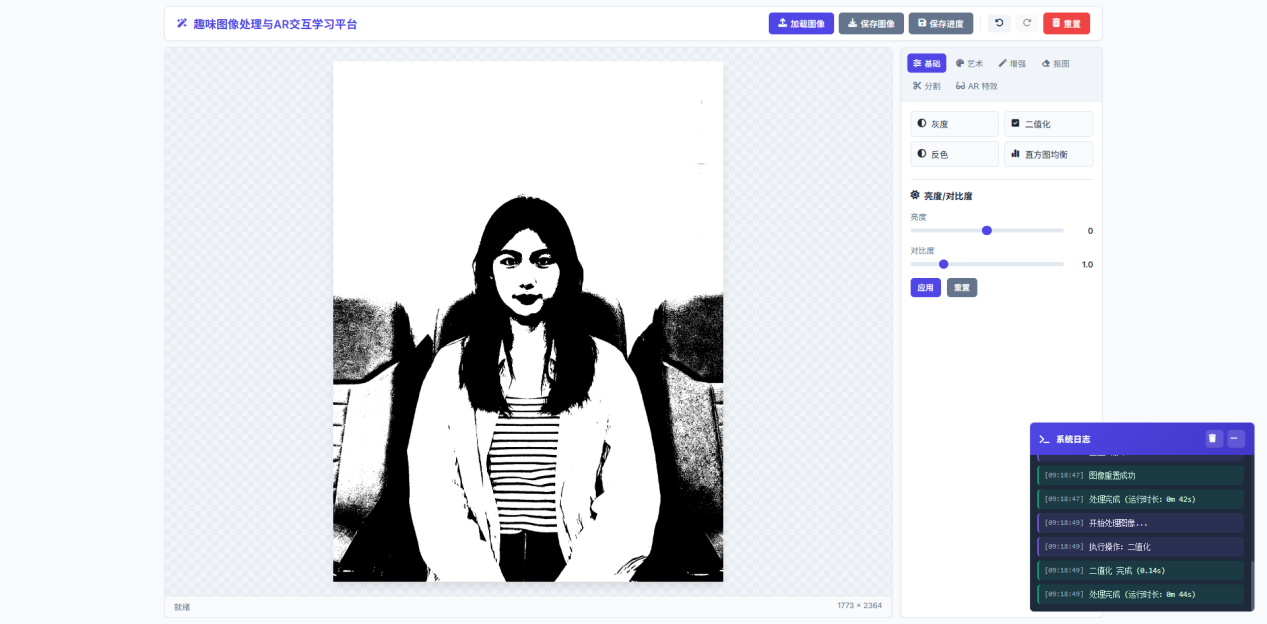 趣味图像处理与AR交互学习平台
加载图像
保存图像
保存进度
重置
基础
艺术
增强
抠图
分割
AR 特效
灰度
二值化
反色
直方图均衡
亮度/对比度
亮度
0
对比度
1.0
应用
重置
系统日志
[09:18:47] 图像重置成功
[09:18:47] 处理完成 (运行时长: 0m 42s)
[09:18:49] 开始处理图像...
[09:18:49] 执行操作: 二值化
[09:18:49] 二值化 完成 (0.14s)
[09:18:49] 处理完成 (运行时长: 0m 44s)
就绪
1773 × 2364